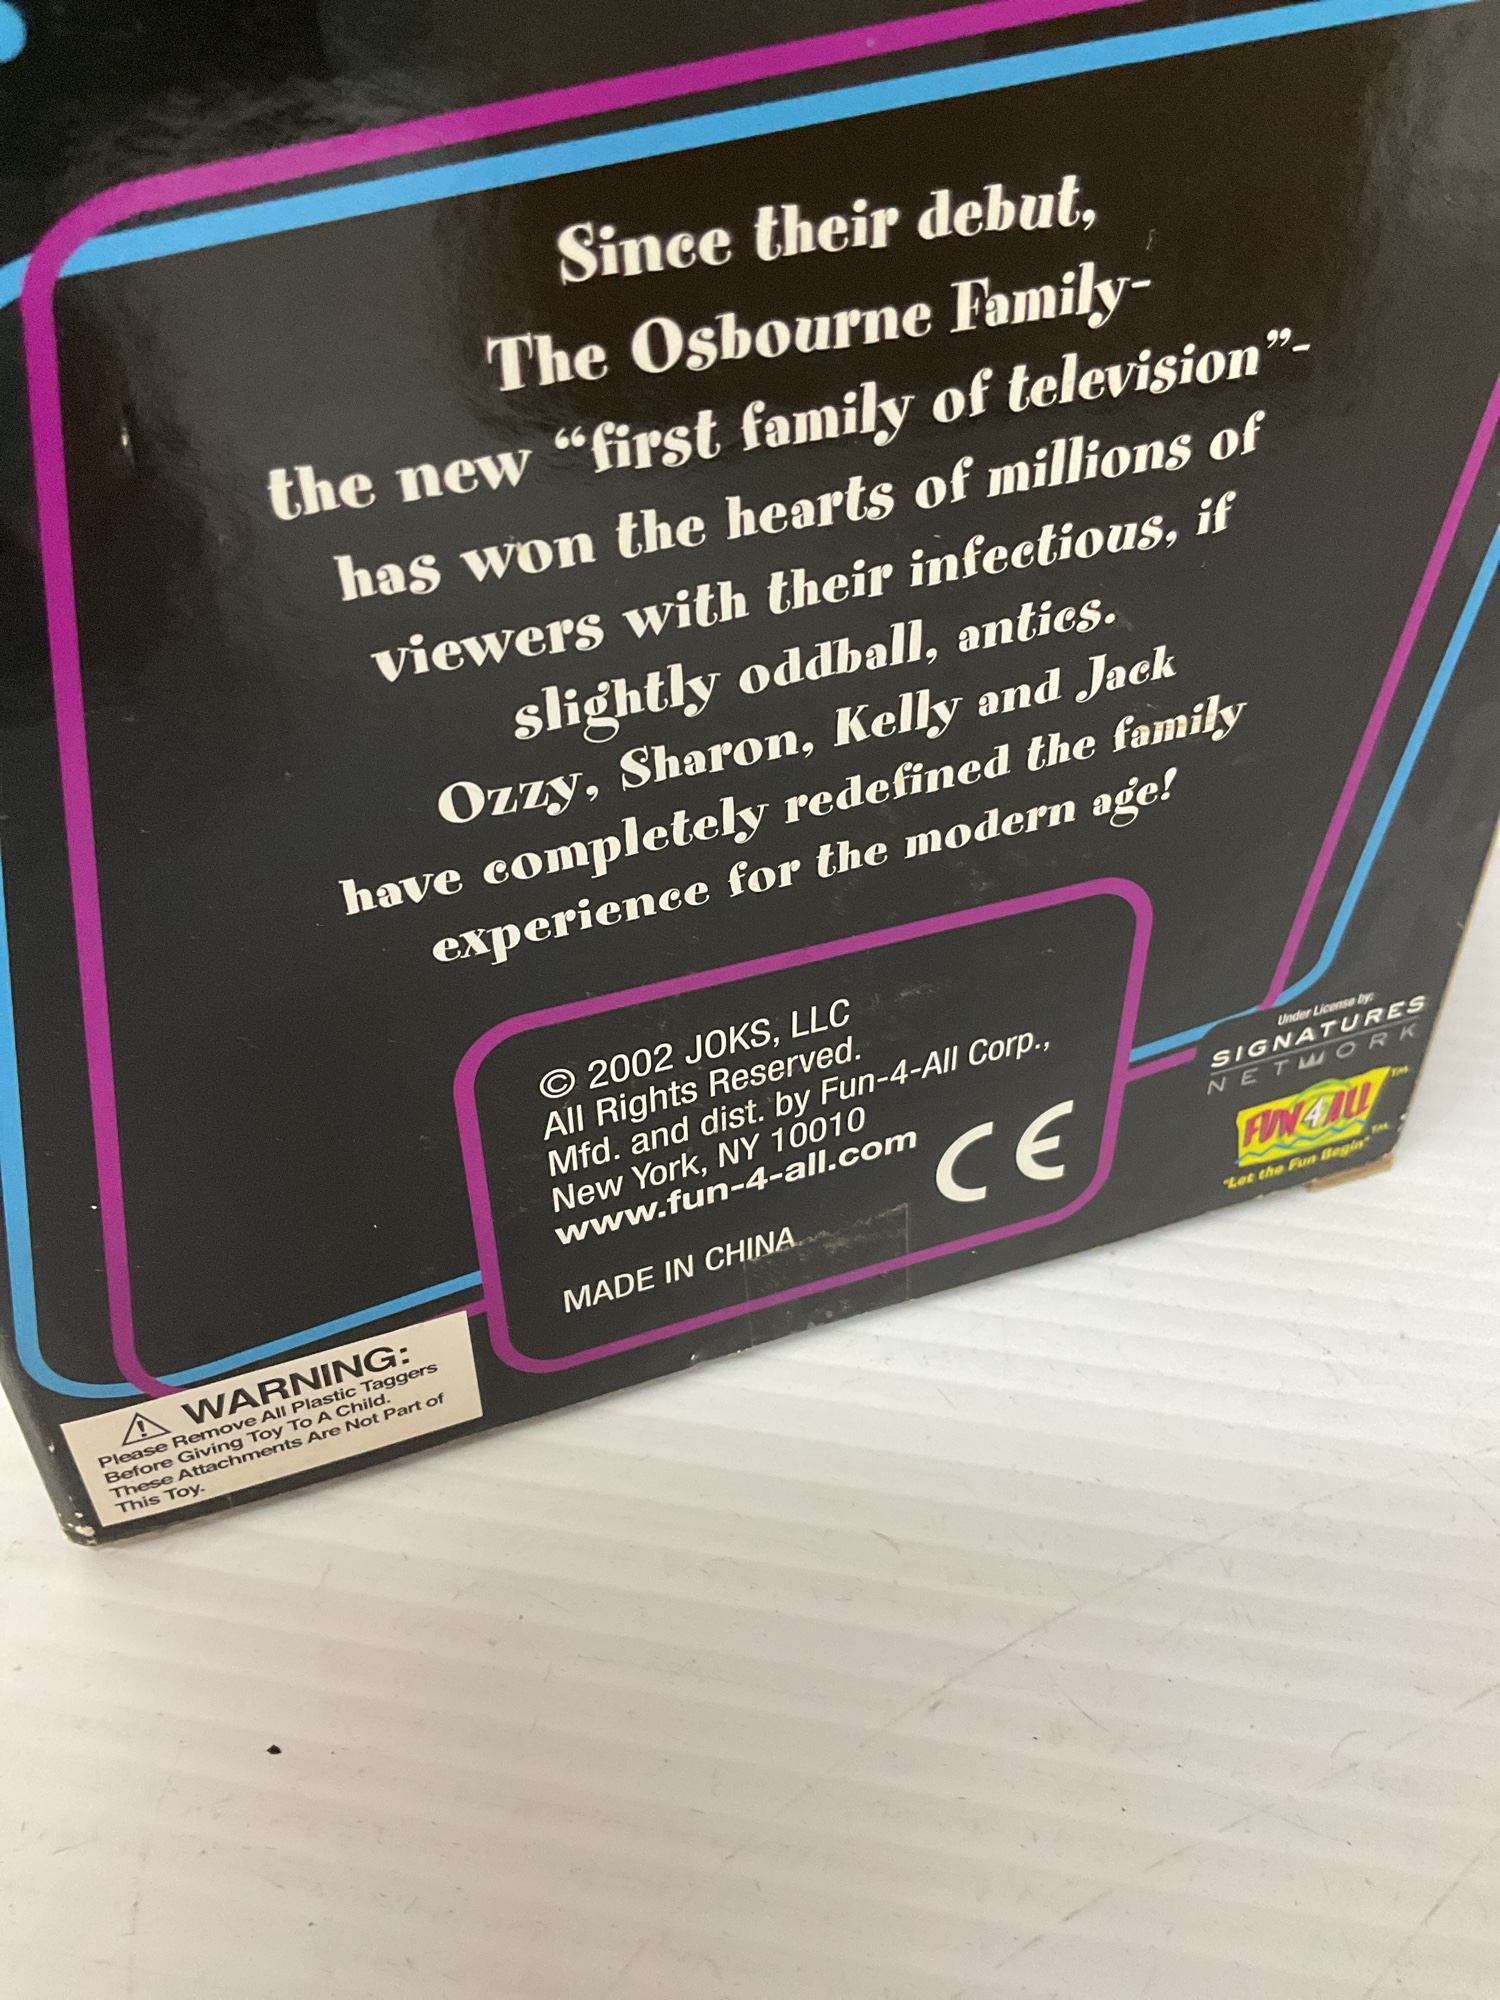 Since their debut,
The Osbourne Family-
the new “first family of television”-
has won the hearts of millions of
viewers with their infectious, if
slightly oddball, antics.
Ozzy, Sharon, Kelly and Jack
have completely redefined the family
experience for the modern age!
© 2002 JOKS, LLC
All Rights Reserved.
Mfd. and dist. by Fun-4-All Corp.,
New York, NY 10010
www.fun-4-all.com
CE
MADE IN CHINA
Under License by:
SIGNATURES
NETWORK
FUN 4 ALL™
"Let the Fun Begin"™
⚠ WARNING:
Please Remove All Plastic Taggers
Before Giving Toy To A Child.
These Attachments Are Not Part of
This Toy.